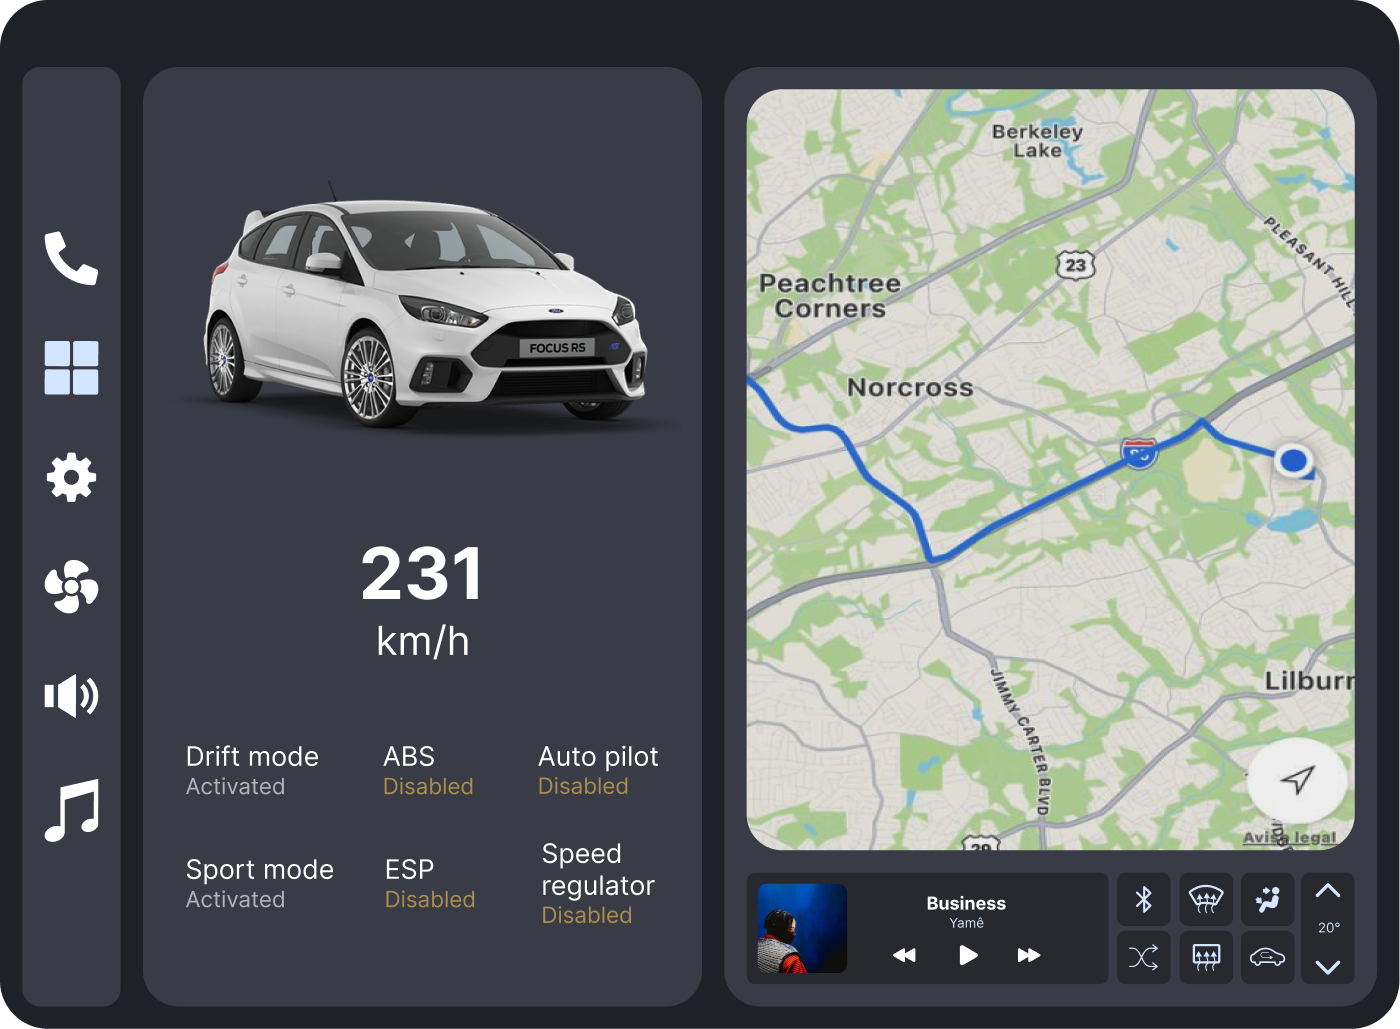 FOCUS RS
231
km/h
Drift mode
Activated
ABS
Disabled
Auto pilot
Disabled
Sport mode
Activated
ESP
Disabled
Speed
regulator
Disabled
Berkeley
Lake
23
PLEASANT HILL
Peachtree
Corners
Norcross
JIMMY CARTER BLVD
Lilburn
29
Avis legal
Business
Yamê
20°